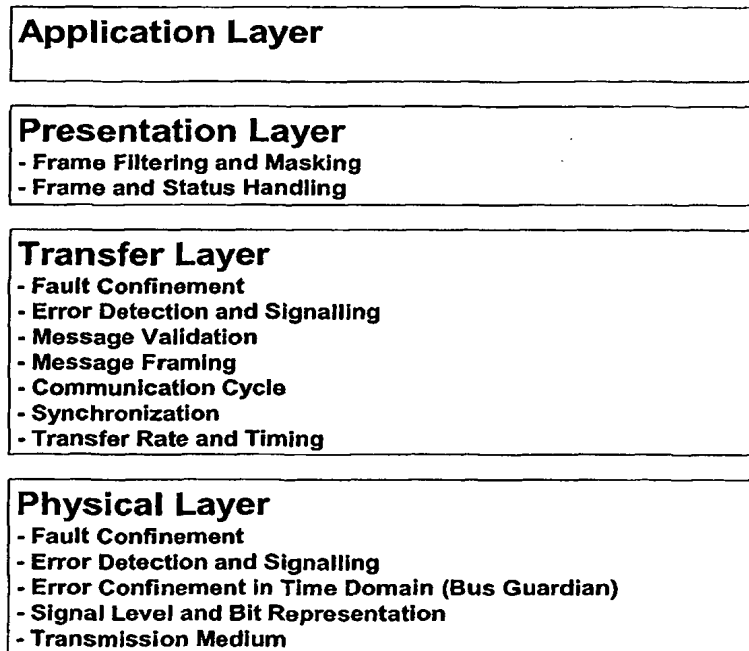 Application Layer
Presentation Layer
- Frame Filtering and Masking
- Frame and Status Handling
Transfer Layer
- Fault Confinement
- Error Detection and Signalling
- Message Validation
- Message Framing
- Communication Cycle
- Synchronization
- Transfer Rate and Timing
Physical Layer
- Fault Confinement
- Error Detection and Signalling
- Error Confinement in Time Domain (Bus Guardian)
- Signal Level and Bit Representation
- Transmission Medium